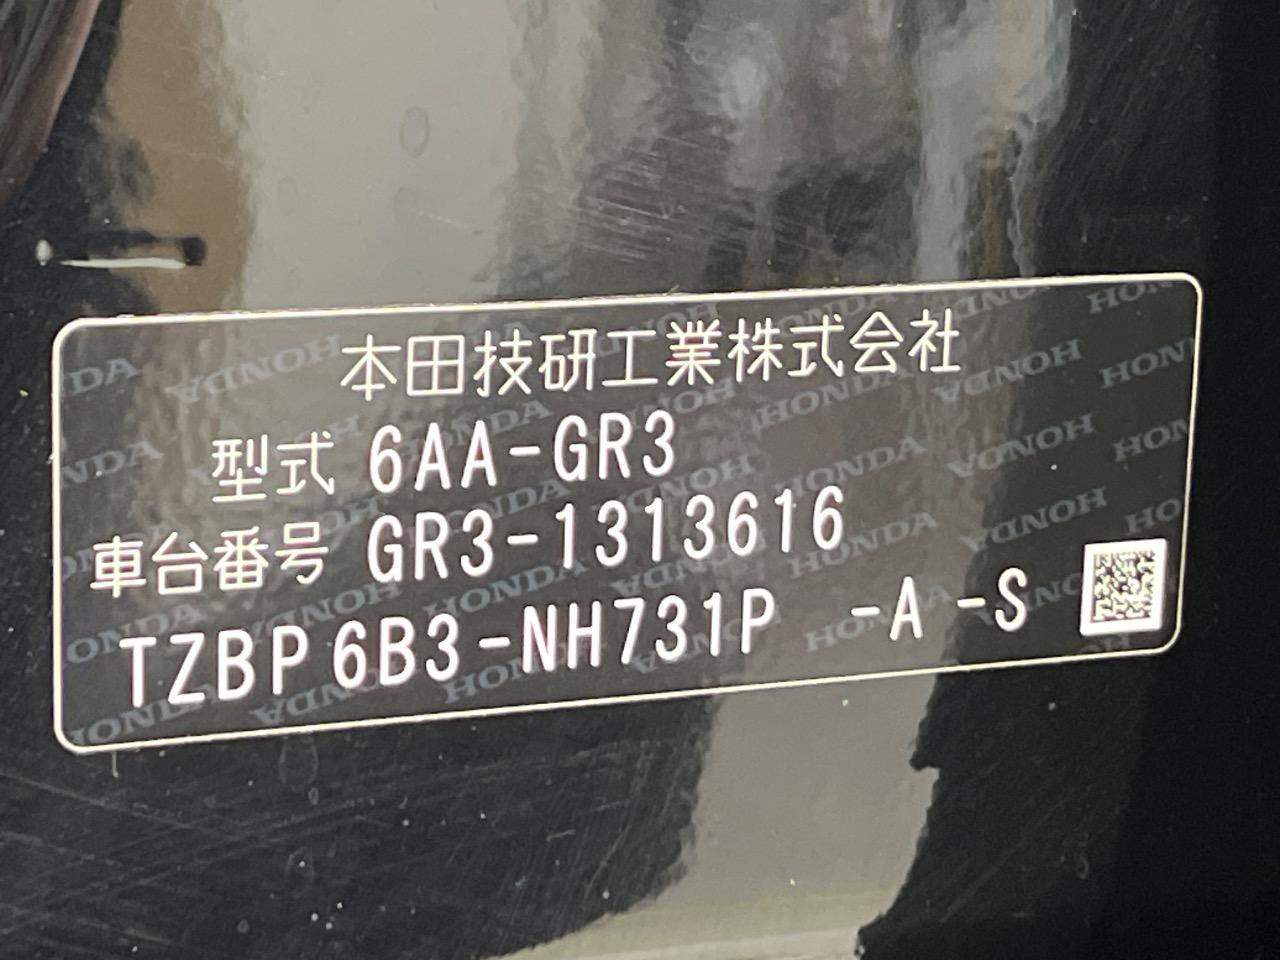 本田技研工業株式会社
型式 6AA-GR3
車台番号 GR3-1313616
TZBP 6B3-NH731P -A -S